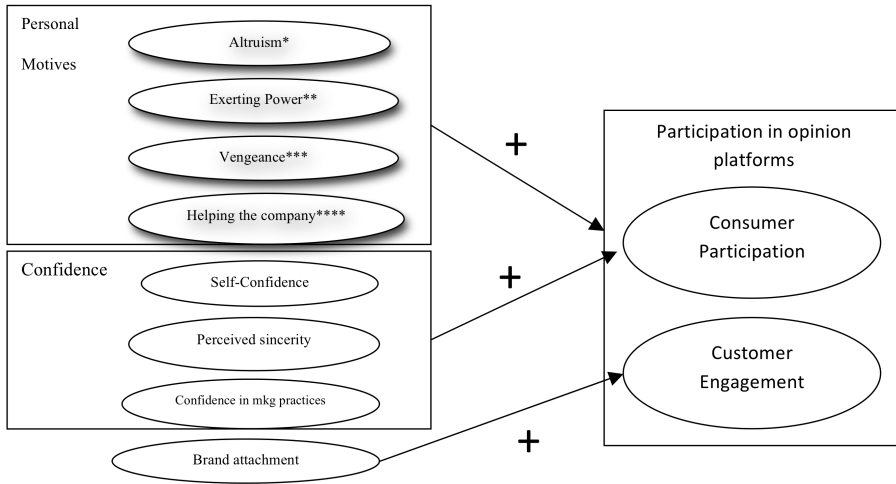 Personal
Motives
Altruism*
Exerting Power**
Vengeance***
Helping the company****
Confidence
Self-Confidence
Perceived sincerity
Confidence in mkg practices
Brand attachment
+
+
+
Participation in opinion
platforms
Consumer
Participation
Customer
Engagement